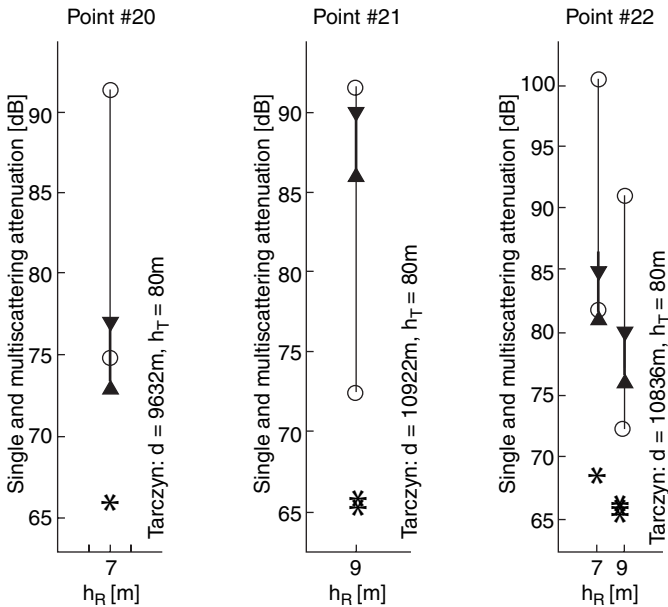 Point #20
Single and multiscattering attenuation [dB]
90
85
80
75
70
65
7
h_R [m]
Tarczyn: d = 9632m, h_T = 80m
Point #21
Single and multiscattering attenuation [dB]
90
85
80
75
70
65
9
h_R [m]
Tarczyn: d = 10922m, h_T = 80m
Point #22
Single and multiscattering attenuation [dB]
100
95
90
85
80
75
70
65
7 9
h_R [m]
Tarczyn: d = 10836m, h_T = 80m